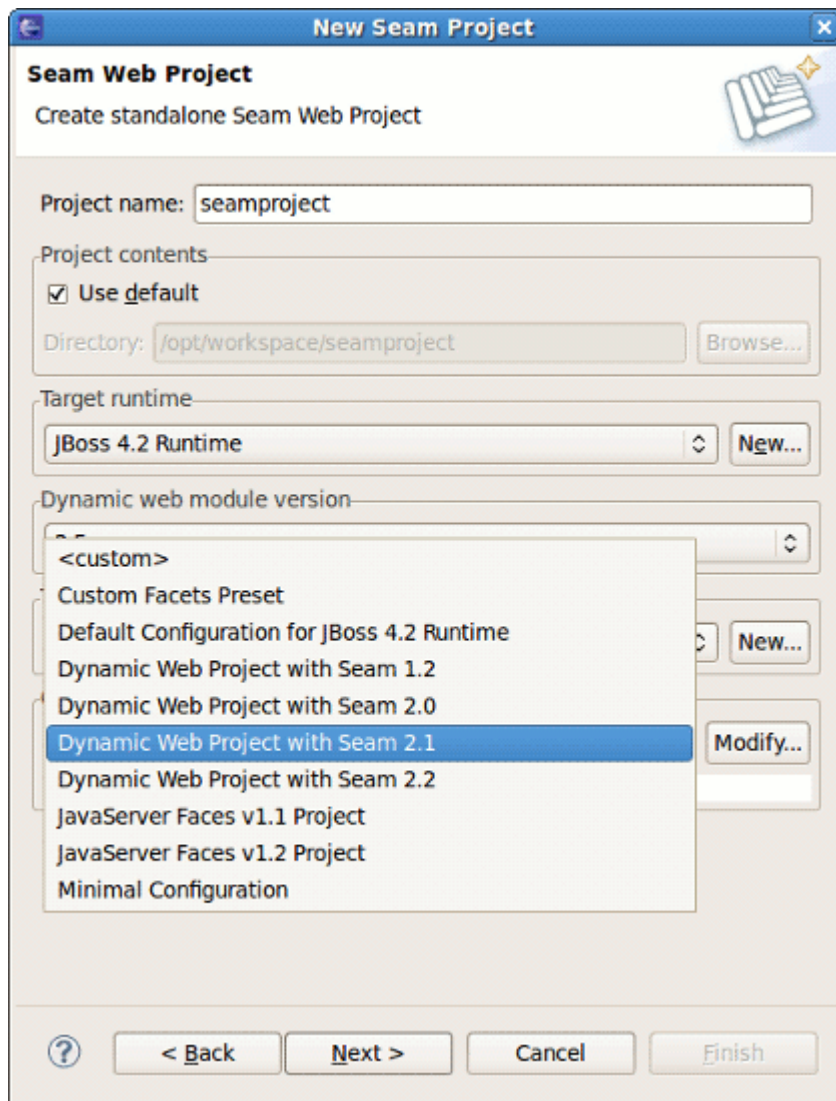 New Seam Project
Seam Web Project
Create standalone Seam Web Project
Project name: seamproject
Project contents
Use default
Directory: /opt/workspace/seamproject Browse...
Target runtime
JBoss 4.2 Runtime New...
Dynamic web module version
<custom>
Custom Facets Preset
Default Configuration for JBoss 4.2 Runtime
New...
Dynamic Web Project with Seam 1.2
Dynamic Web Project with Seam 2.0
Dynamic Web Project with Seam 2.1 Modify...
Dynamic Web Project with Seam 2.2
JavaServer Faces v1.1 Project
JavaServer Faces v1.2 Project
Minimal Configuration
? < Back Next > Cancel Finish